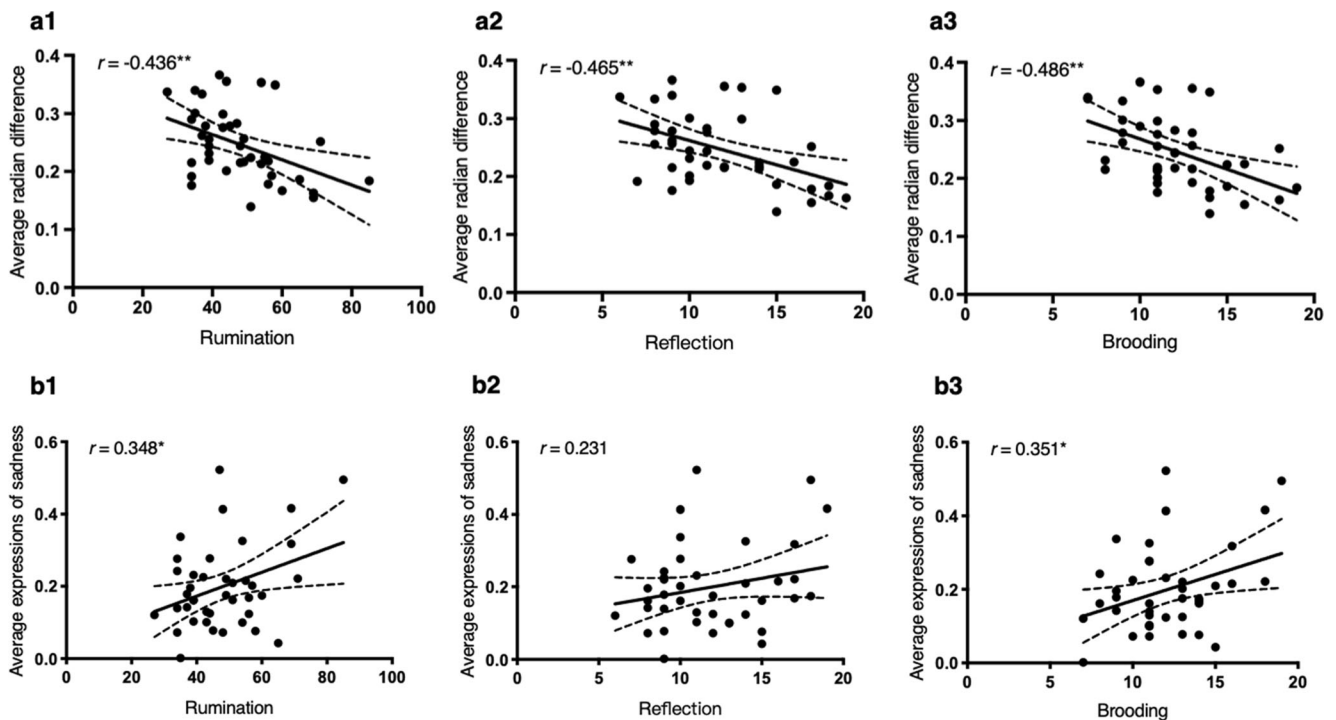 a1
a2
a3
r = -0.436**
r = -0.465**
r = -0.486**
Average radian difference
0.4
0.3
0.2
0.1
0.0
0 20 40 60 80 100
Rumination
Average radian difference
0.4
0.3
0.2
0.1
0.0
0 5 10 15 20
Reflection
Average radian difference
0.4
0.3
0.2
0.1
0.0
0 5 10 15 20
Brooding
b1
b2
b3
r = 0.348*
r = 0.231
r = 0.351*
Average expressions of sadness
0.6
0.4
0.2
0.0
0 20 40 60 80 100
Rumination
Average expressions of sadness
0.6
0.4
0.2
0.0
0 5 10 15 20
Reflection
Average expressions of sadness
0.6
0.4
0.2
0.0
0 5 10 15 20
Brooding